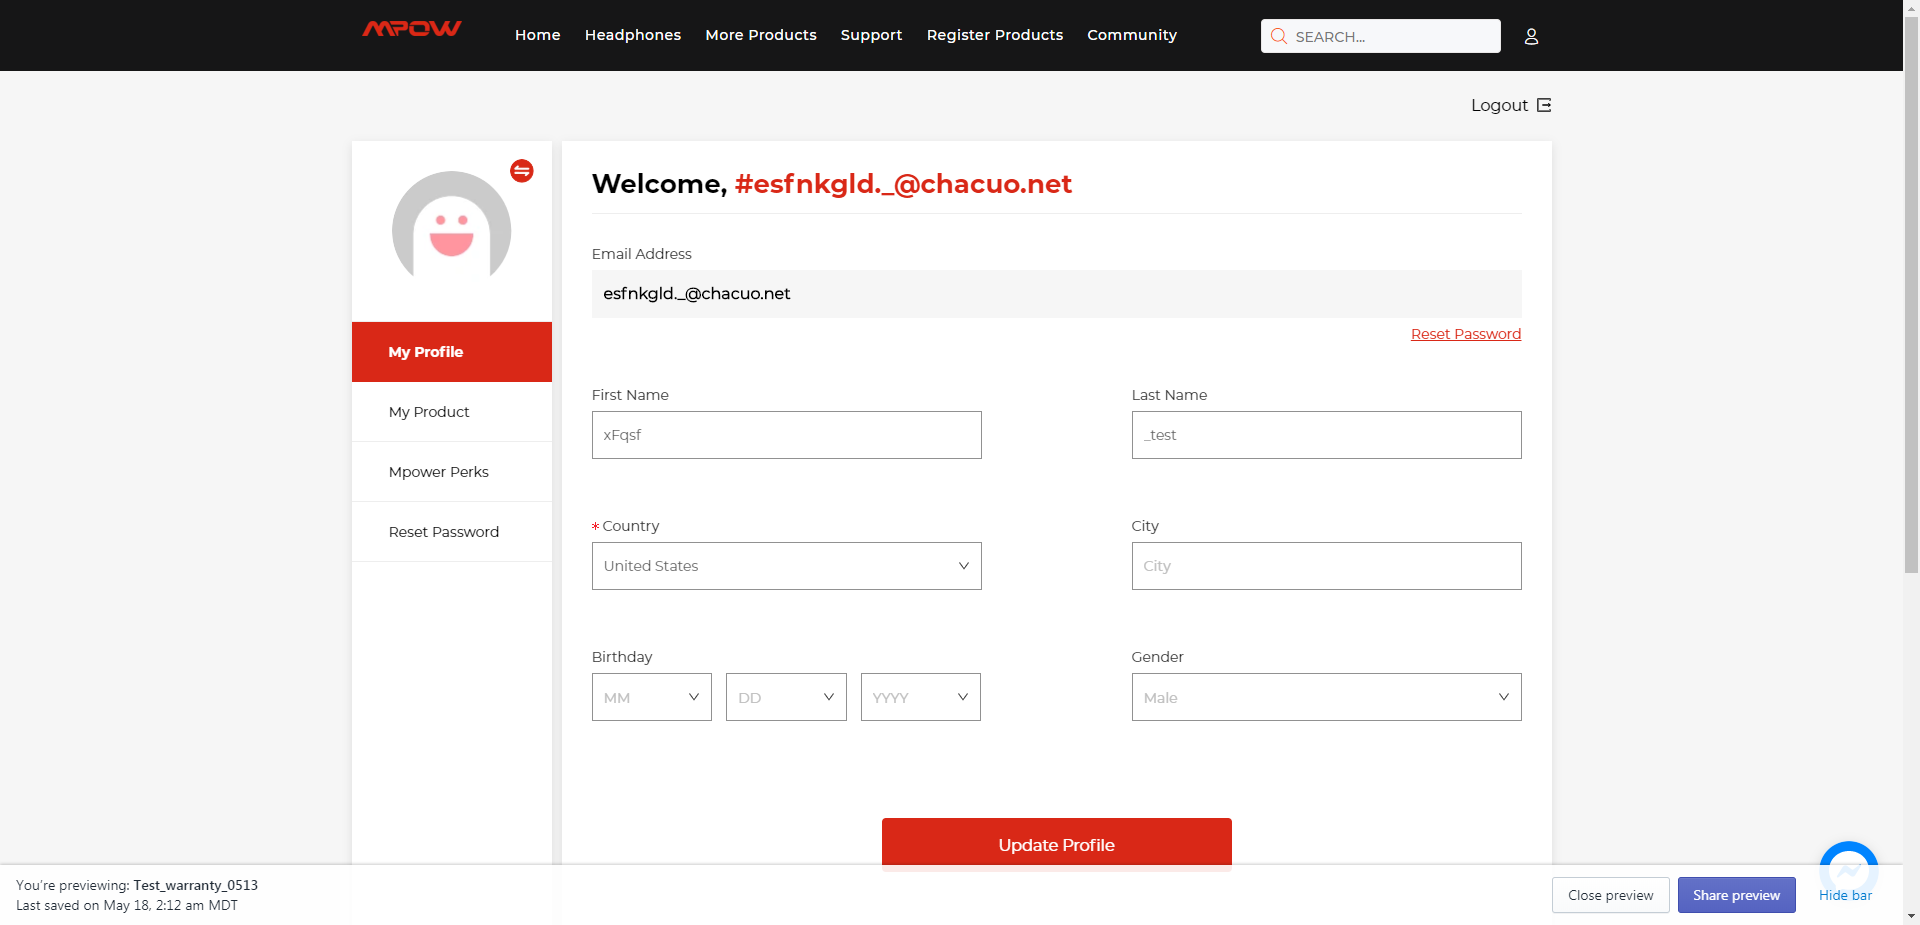 MPOW
Home Headphones More Products Support Register Products Community
SEARCH...
Logout
Welcome, #esfnkgld._@chacuo.net
Email Address
esfnkgld._@chacuo.net
Reset Password
My Profile
My Product
Mpower Perks
Reset Password
First Name
Last Name
xFqsf
_test
* Country
City
United States
City
Birthday
Gender
MM DD YYYY
Male
Update Profile
You're previewing: Test_warranty_0513
Last saved on May 18, 2:12 am MDT
Close preview
Share preview
Hide bar